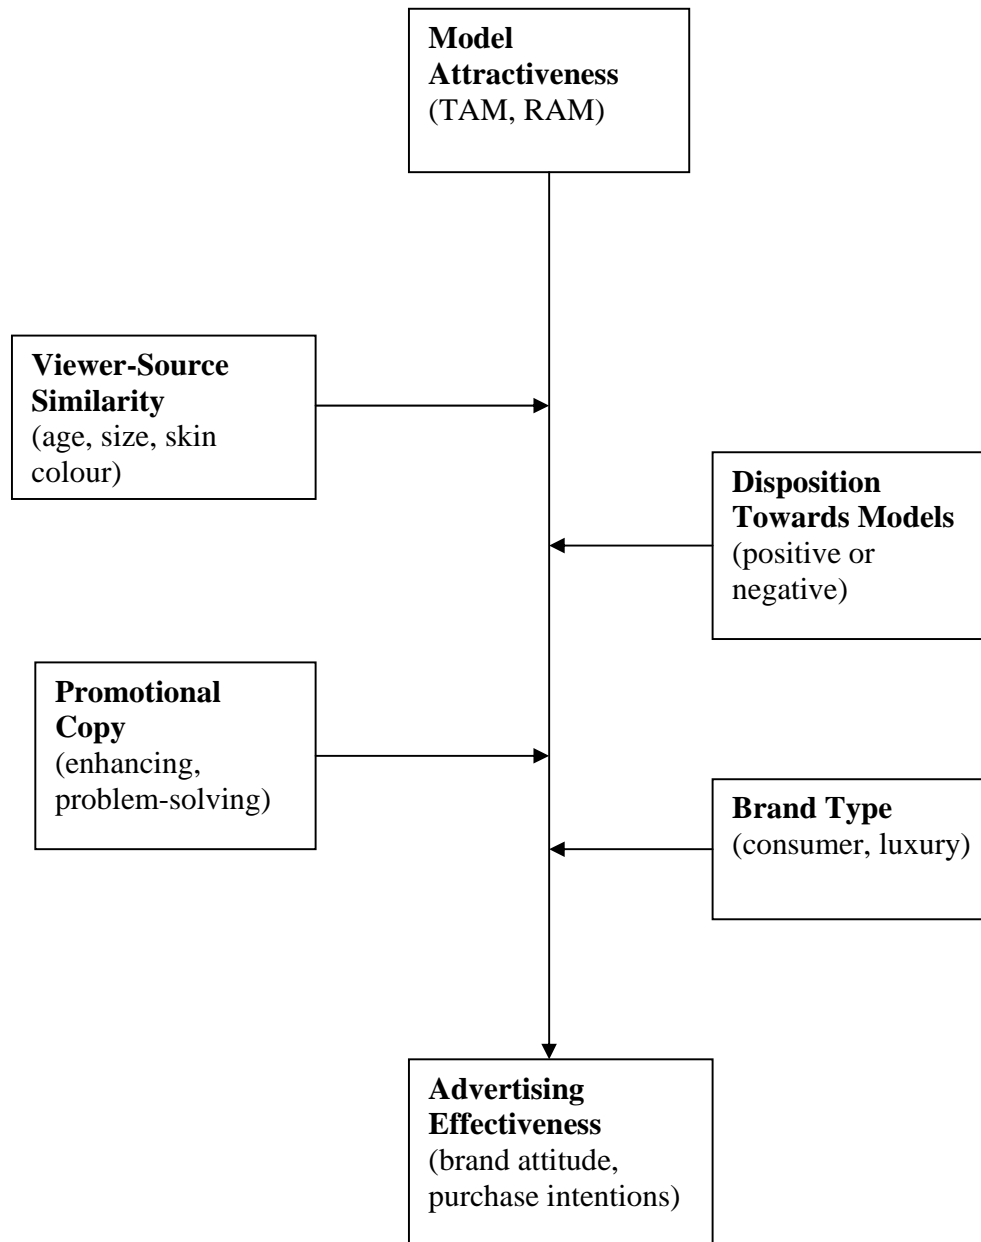 Model
Attractiveness
(TAM, RAM)
Viewer-Source
Similarity
(age, size, skin
colour)
Disposition
Towards Models
(positive or
negative)
Promotional
Copy
(enhancing,
problem-solving)
Brand Type
(consumer, luxury)
Advertising
Effectiveness
(brand attitude,
purchase intentions)